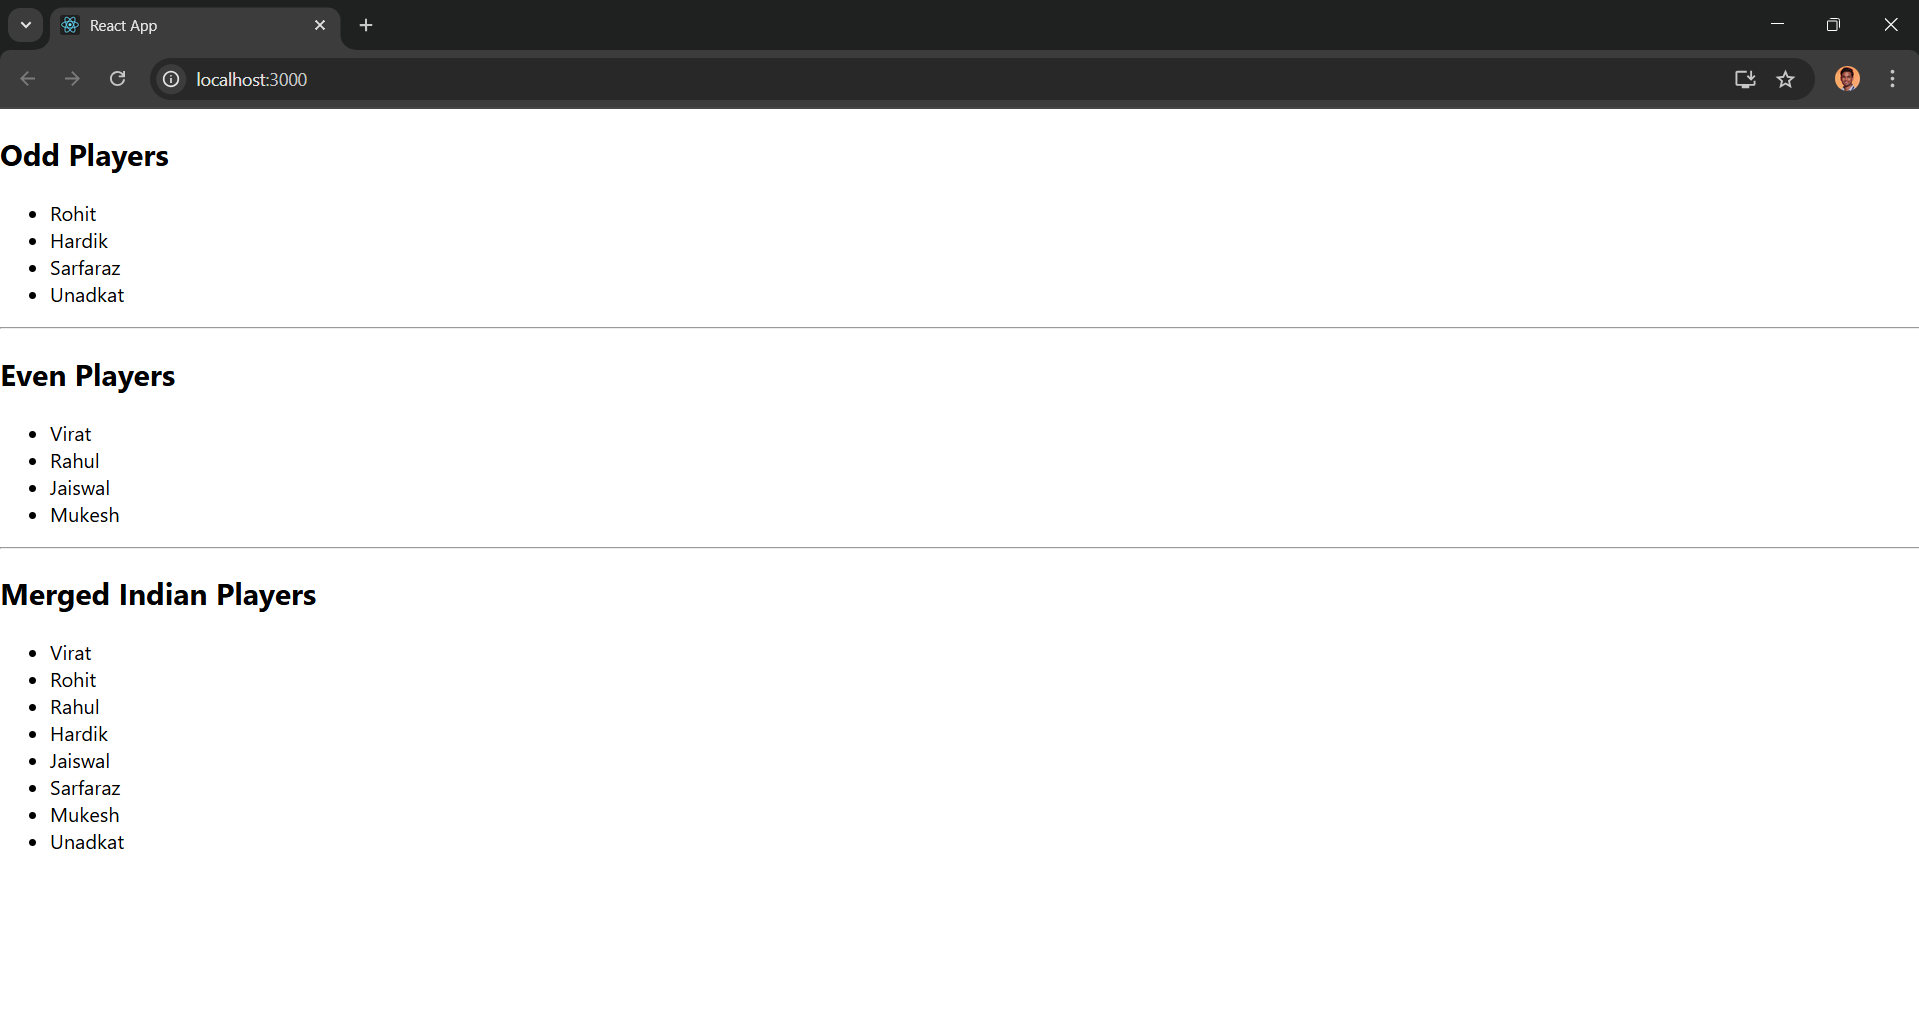 React App
localhost:3000
Odd Players
Rohit
Hardik
Sarfaraz
Unadkat
Even Players
Virat
Rahul
Jaiswal
Mukesh
Merged Indian Players
Virat
Rohit
Rahul
Hardik
Jaiswal
Sarfaraz
Mukesh
Unadkat